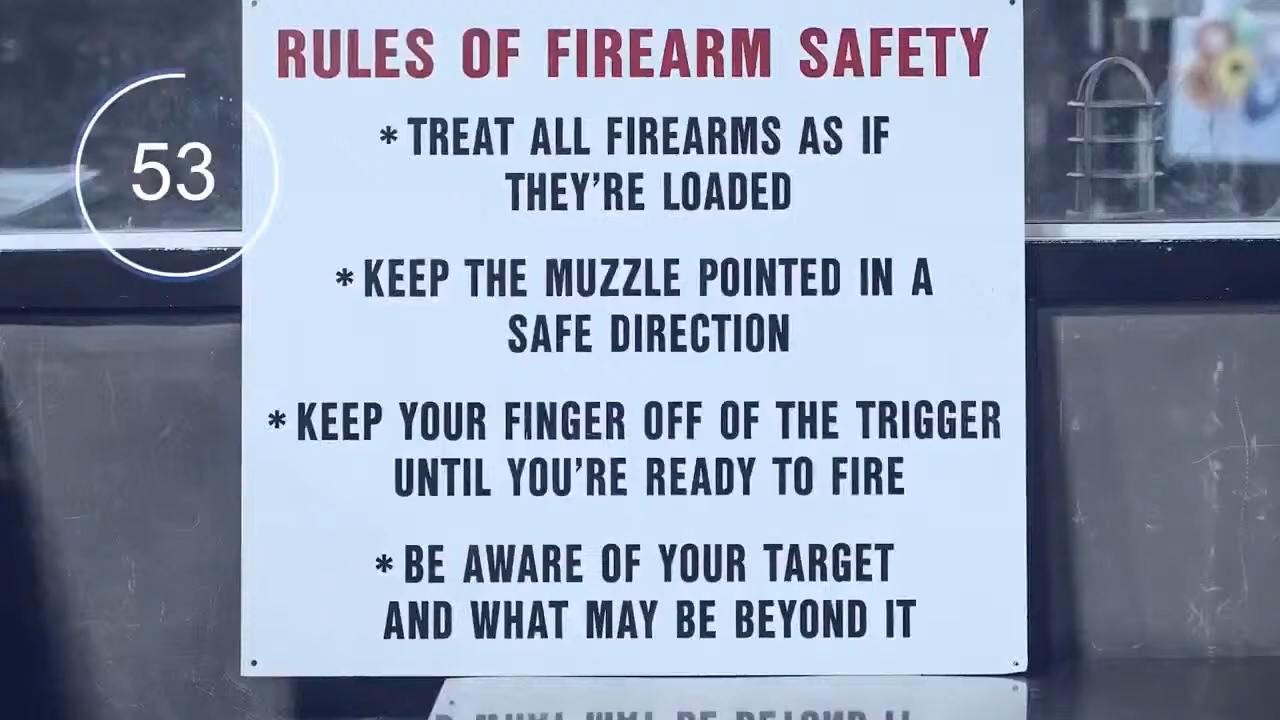 RULES OF FIREARM SAFETY
53
* TREAT ALL FIREARMS AS IF
THEY'RE LOADED
* KEEP THE MUZZLE POINTED IN A
SAFE DIRECTION
* KEEP YOUR FINGER OFF OF THE TRIGGER
UNTIL YOU'RE READY TO FIRE
* BE AWARE OF YOUR TARGET
AND WHAT MAY BE BEYOND IT